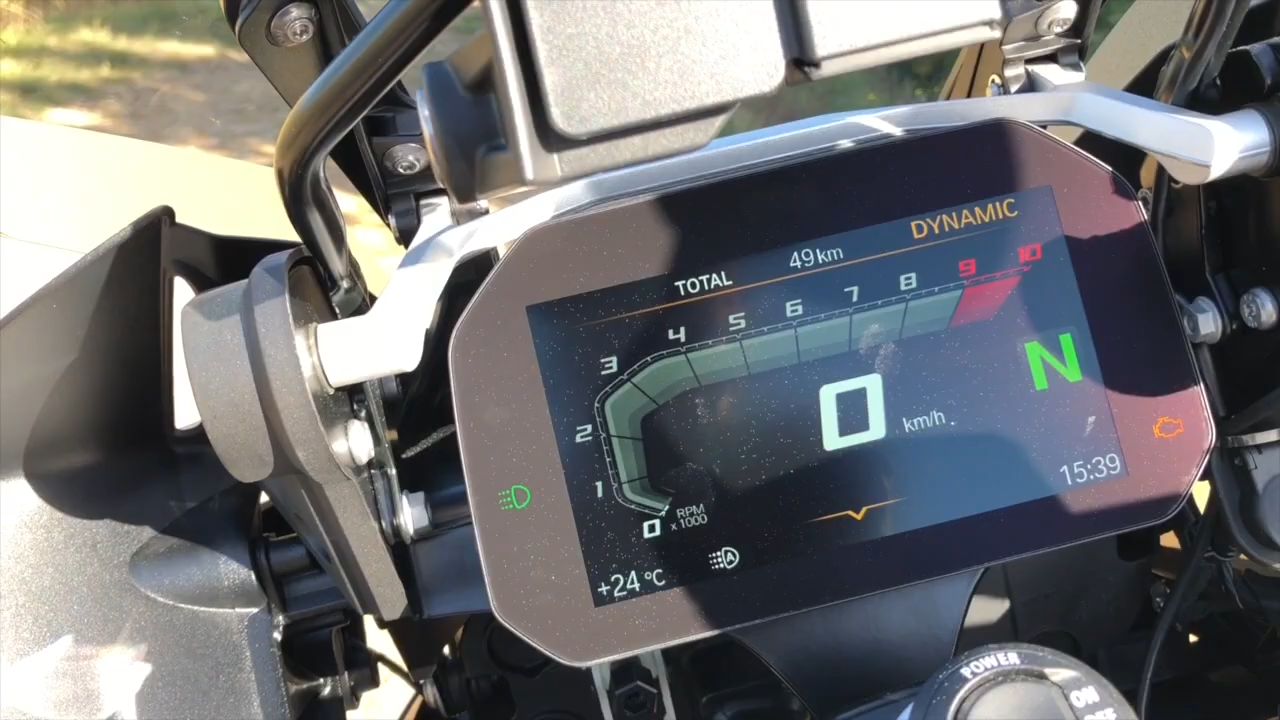 DYNAMIC
TOTAL 49km
0 1 2 3 4 5 6 7 8 9 10
RPM
x 1000
0 km/h
N
A
+24 °C
15:39
POWER
ON